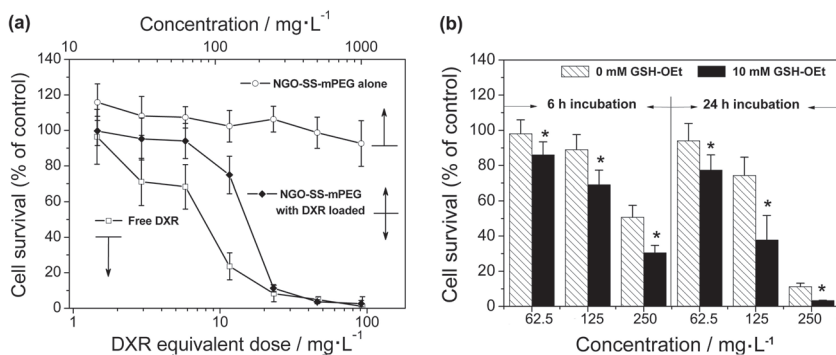 (a)
Concentration / mg·L⁻¹
10
100
1000
140
120
100
80
60
40
20
0
Cell survival (% of control)
NGO-SS-mPEG alone
NGO-SS-mPEG
with DXR loaded
Free DXR
1
10
100
DXR equivalent dose / mg·L⁻¹
(b)
140
120
100
80
60
40
20
0
Cell survival (% of control)
0 mM GSH-OEt
10 mM GSH-OEt
6 h incubation
24 h incubation
*
*
*
*
*
*
62.5
125
250
62.5
125
250
Concentration / mg·L⁻¹